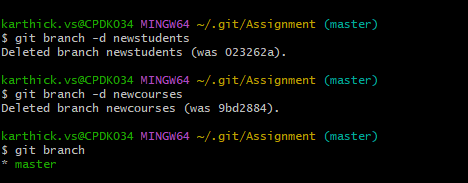 karthick.vs@CPDK034 MINGW64 ~/.git/Assignment (master)
$ git branch -d newstudents
Deleted branch newstudents (was 023262a).
karthick.vs@CPDK034 MINGW64 ~/.git/Assignment (master)
$ git branch -d newcourses
Deleted branch newcourses (was 9bd2884).
karthick.vs@CPDK034 MINGW64 ~/.git/Assignment (master)
$ git branch
* master